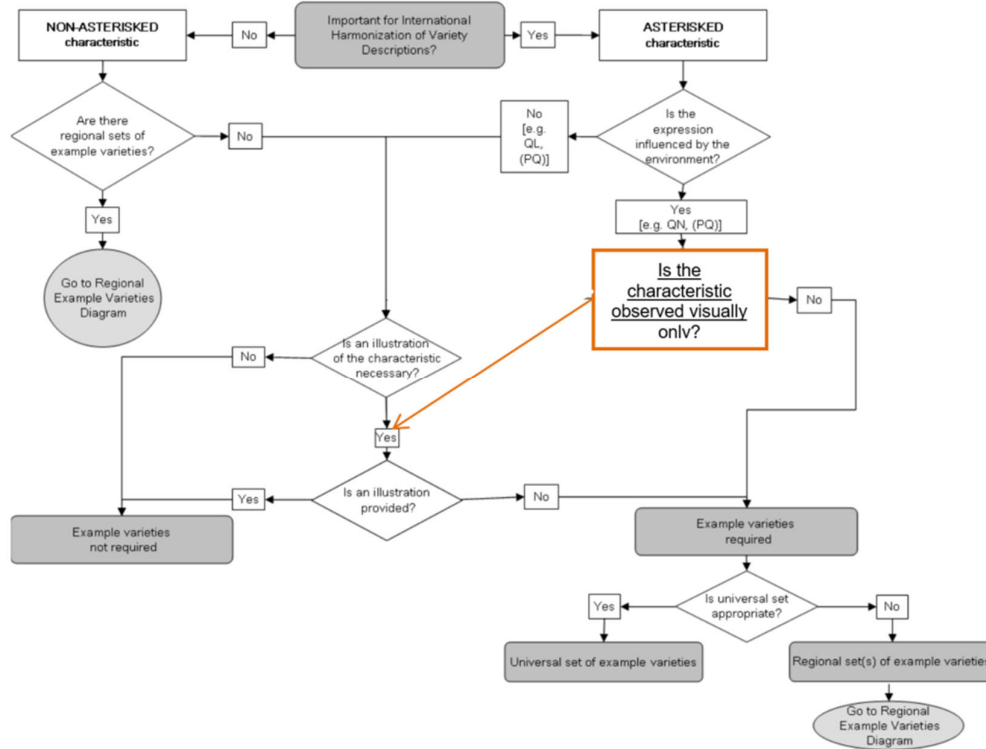 Important for International
Harmonization of Variety
Descriptions?
No
Yes
NON-ASTERISKED
characteristic
ASTERISKED
characteristic
Are there
regional sets of
example varieties?
No
No
[e.g.
QL,
(PQ)]
Is the
expression
influenced by the
environment?
Yes
Yes
[e.g. QN, (PQ)]
Go to Regional
Example Varieties
Diagram
Is the
characteristic
observed visually
only?
No
No
Is an illustration
of the characteristic
necessary?
Yes
Yes
Is an illustration
provided?
No
Example varieties
not required
Example varieties
required
Yes
Is universal set
appropriate?
No
Universal set of example varieties
Regional set(s) of example varieties
Go to Regional
Example Varieties
Diagram